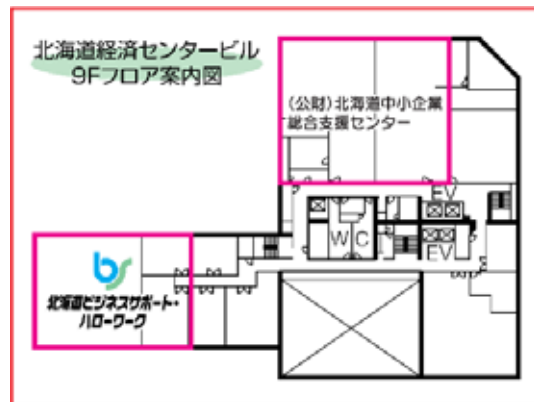 北海道経済センタービル
9Fフロア案内図
(公財)北海道中小企業
総合支援センター
EV
WC
EV
bs
北海道ビジネスサポート・
ハローワーク